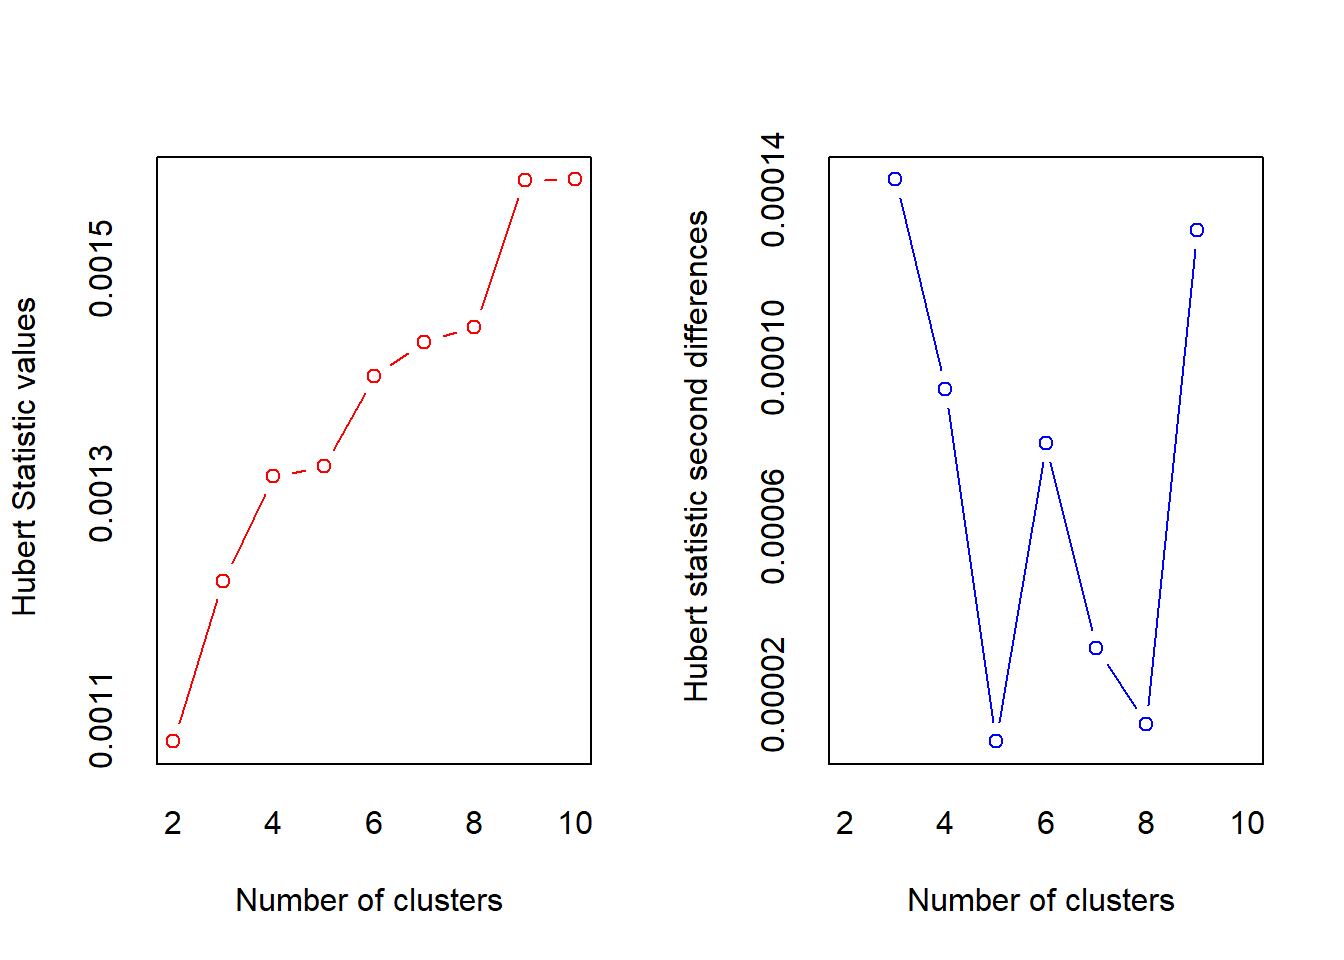 Hubert Statistic values
0.0011
0.0013
0.0015
2 4 6 8 10
Number of clusters
Hubert statistic second differences
0.00002
0.00006
0.00010
0.00014
2 4 6 8 10
Number of clusters